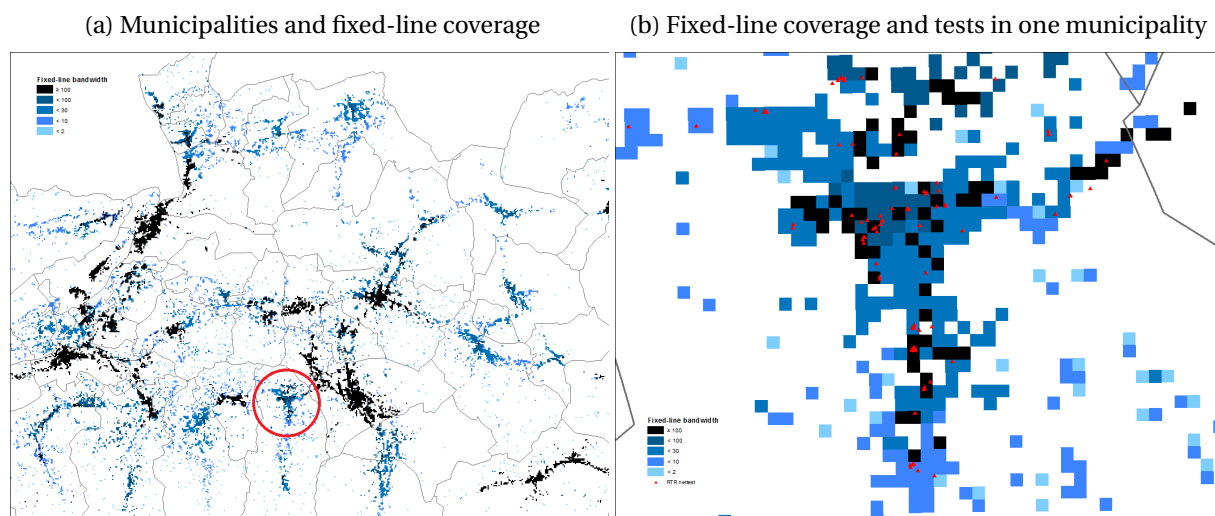 (a) Municipalities and fixed-line coverage
(b) Fixed-line coverage and tests in one municipality
Fixed-line bandwidth
≥ 100
< 100
< 30
< 10
< 2
Fixed-line bandwidth
≥ 100
< 100
< 30
< 10
< 2
RTR nettest